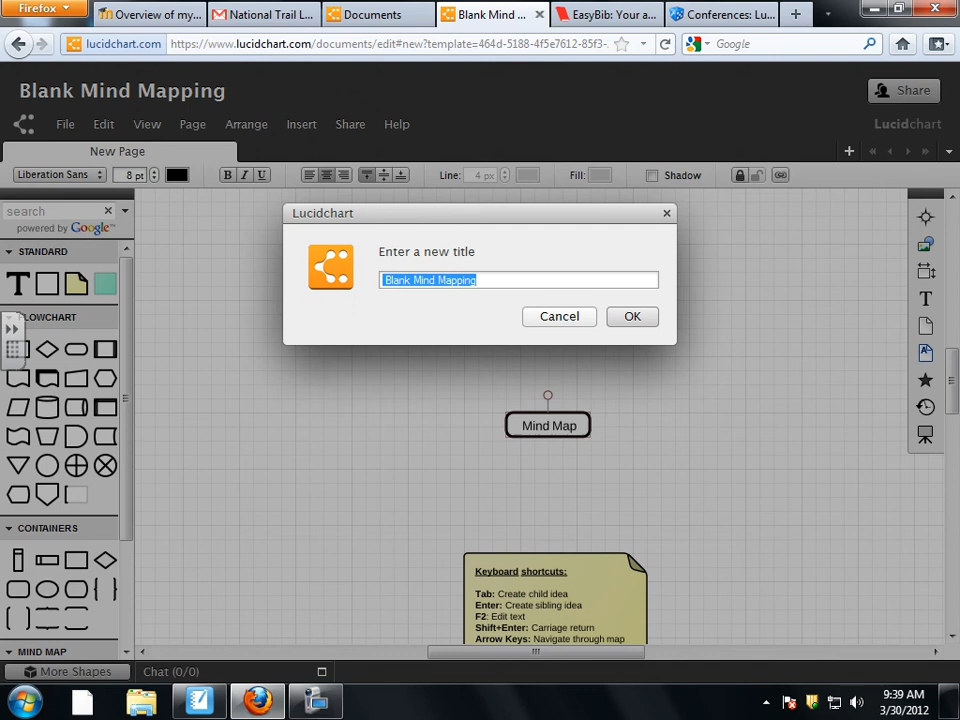 Firefox
Overview of my...
National Trail L...
Documents
Blank Mind ...
EasyBib: Your a...
Conferences: Lu...
lucidchart.com
https://www.lucidchart.com/documents/edit#new?template=464d-5188-4f5e7612-85f3-
Google
Blank Mind Mapping
Share
File
Edit
View
Page
Arrange
Insert
Share
Help
Lucidchart
New Page
Liberation Sans
8 pt
B
I
U
Line:
4 px
Fill:
Shadow
search
powered by Google™
STANDARD
T
FLOWCHART
CONTAINERS
MIND MAP
More Shapes
Lucidchart
Enter a new title
Blank Mind Mapping
Cancel
OK
Mind Map
Keyboard shortcuts:
Tab: Create child idea
Enter: Create sibling idea
F2: Edit text
Shift+Enter: Carriage return
Arrow Keys: Navigate through map
T
Chat (0/0)
9:39 AM
3/30/2012